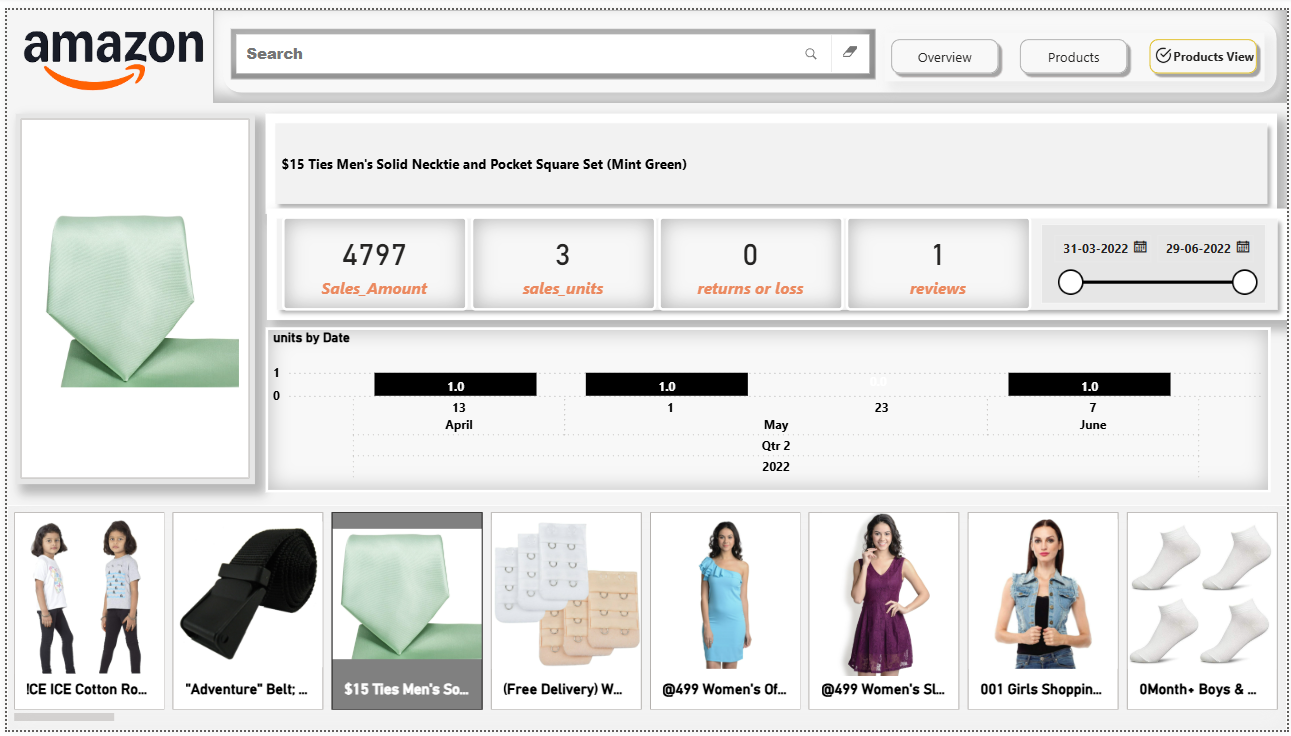 amazon
Search
Overview
Products
Products View
$15 Ties Men's Solid Necktie and Pocket Square Set (Mint Green)
4797
Sales_Amount
3
sales_units
0
returns or loss
1
reviews
31-03-2022
29-06-2022
units by Date
1
0
1.0
1.0
0.0
1.0
13
1
23
7
April
May
June
Qtr 2
2022
!CE ICE Cotton Ro...
"Adventure" Belt; ...
$15 Ties Men's So...
(Free Delivery) W...
@499 Women's Of...
@499 Women's Sl...
001 Girls Shoppin...
0Month+ Boys & ...